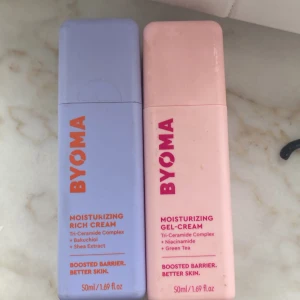 BYOMA
MOISTURIZING
RICH CREAM
Tri-Ceramide Complex
+ Bakuchiol
+ Shea Extract
BOOSTED BARRIER.
BETTER SKIN.
50ml/1.69 fl.oz
BYOMA
MOISTURIZING
GEL-CREAM
Tri-Ceramide Complex
+ Niacinamide
+ Green Tea
BOOSTED BARRIER.
BETTER SKIN.
50ml/1.69 fl.oz